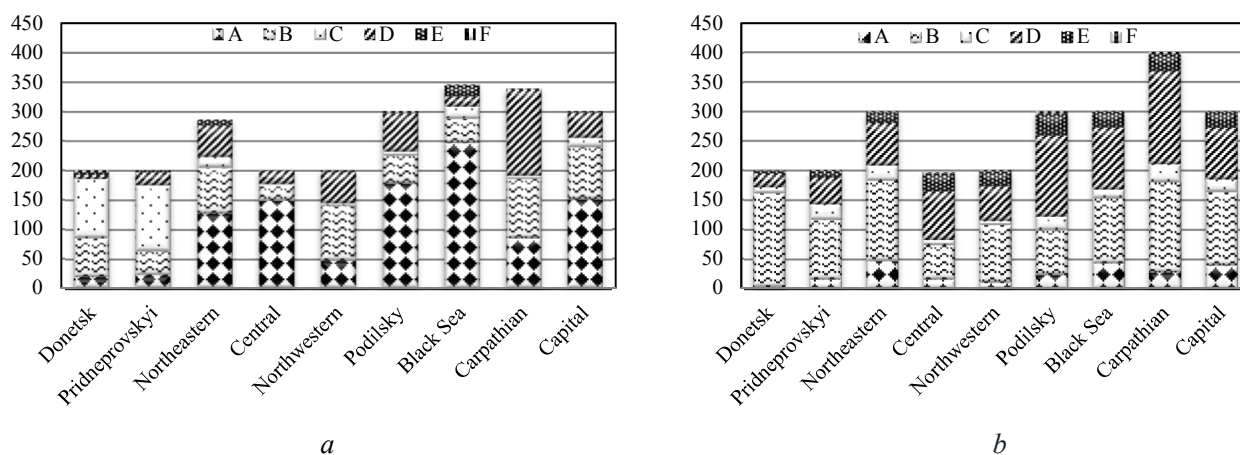 450
400
350
300
250
200
150
100
50
0
A B C D E F
Donetsk
Pridneprovskyi
Northeastern
Central
Northwestern
Podilsky
Black Sea
Carpathian
Capital
a
450
400
350
300
250
200
150
100
50
0
A B C D E F
Donetsk
Pridneprovskyi
Northeastern
Central
Northwestern
Podilsky
Black Sea
Carpathian
Capital
b